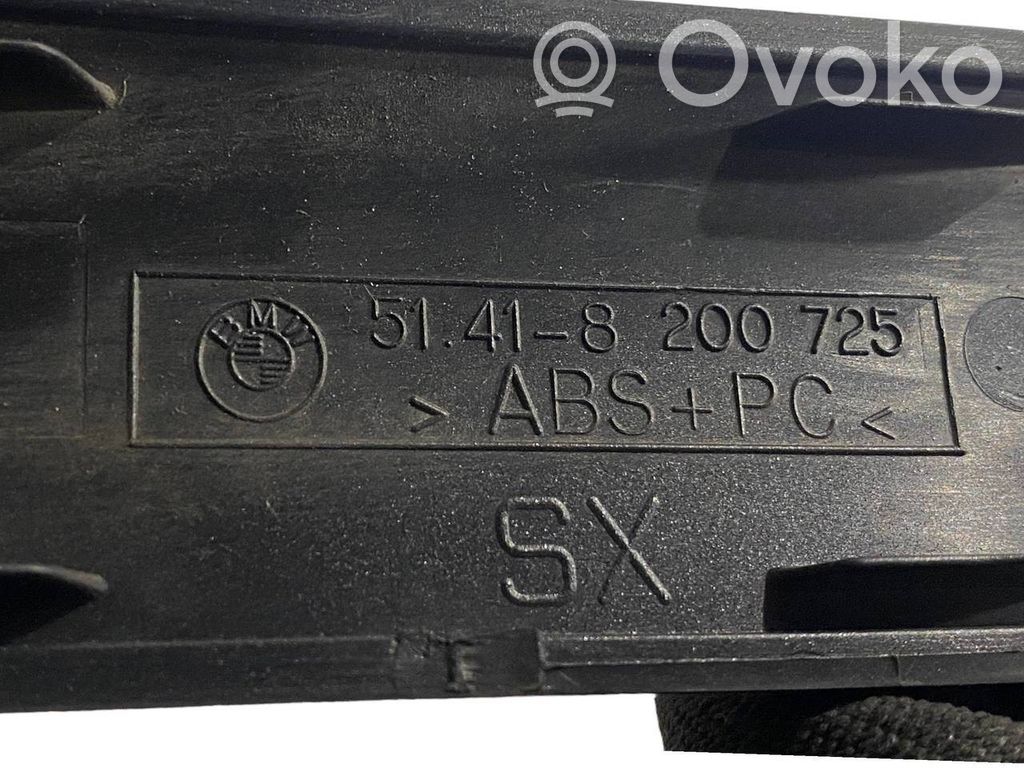 Ovoko
BMW
51.41-8 200 725
> ABS+PC <
SX